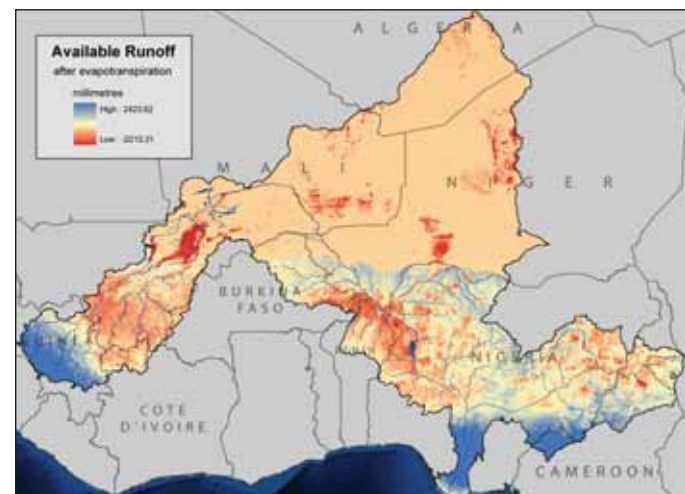 Available Runoff
after evapotranspiration
millimetres
ALGERIA
MALI
NIGER
BURKINA
FASO
NIGERIA
COTE
D'IVOIRE
CAMEROON